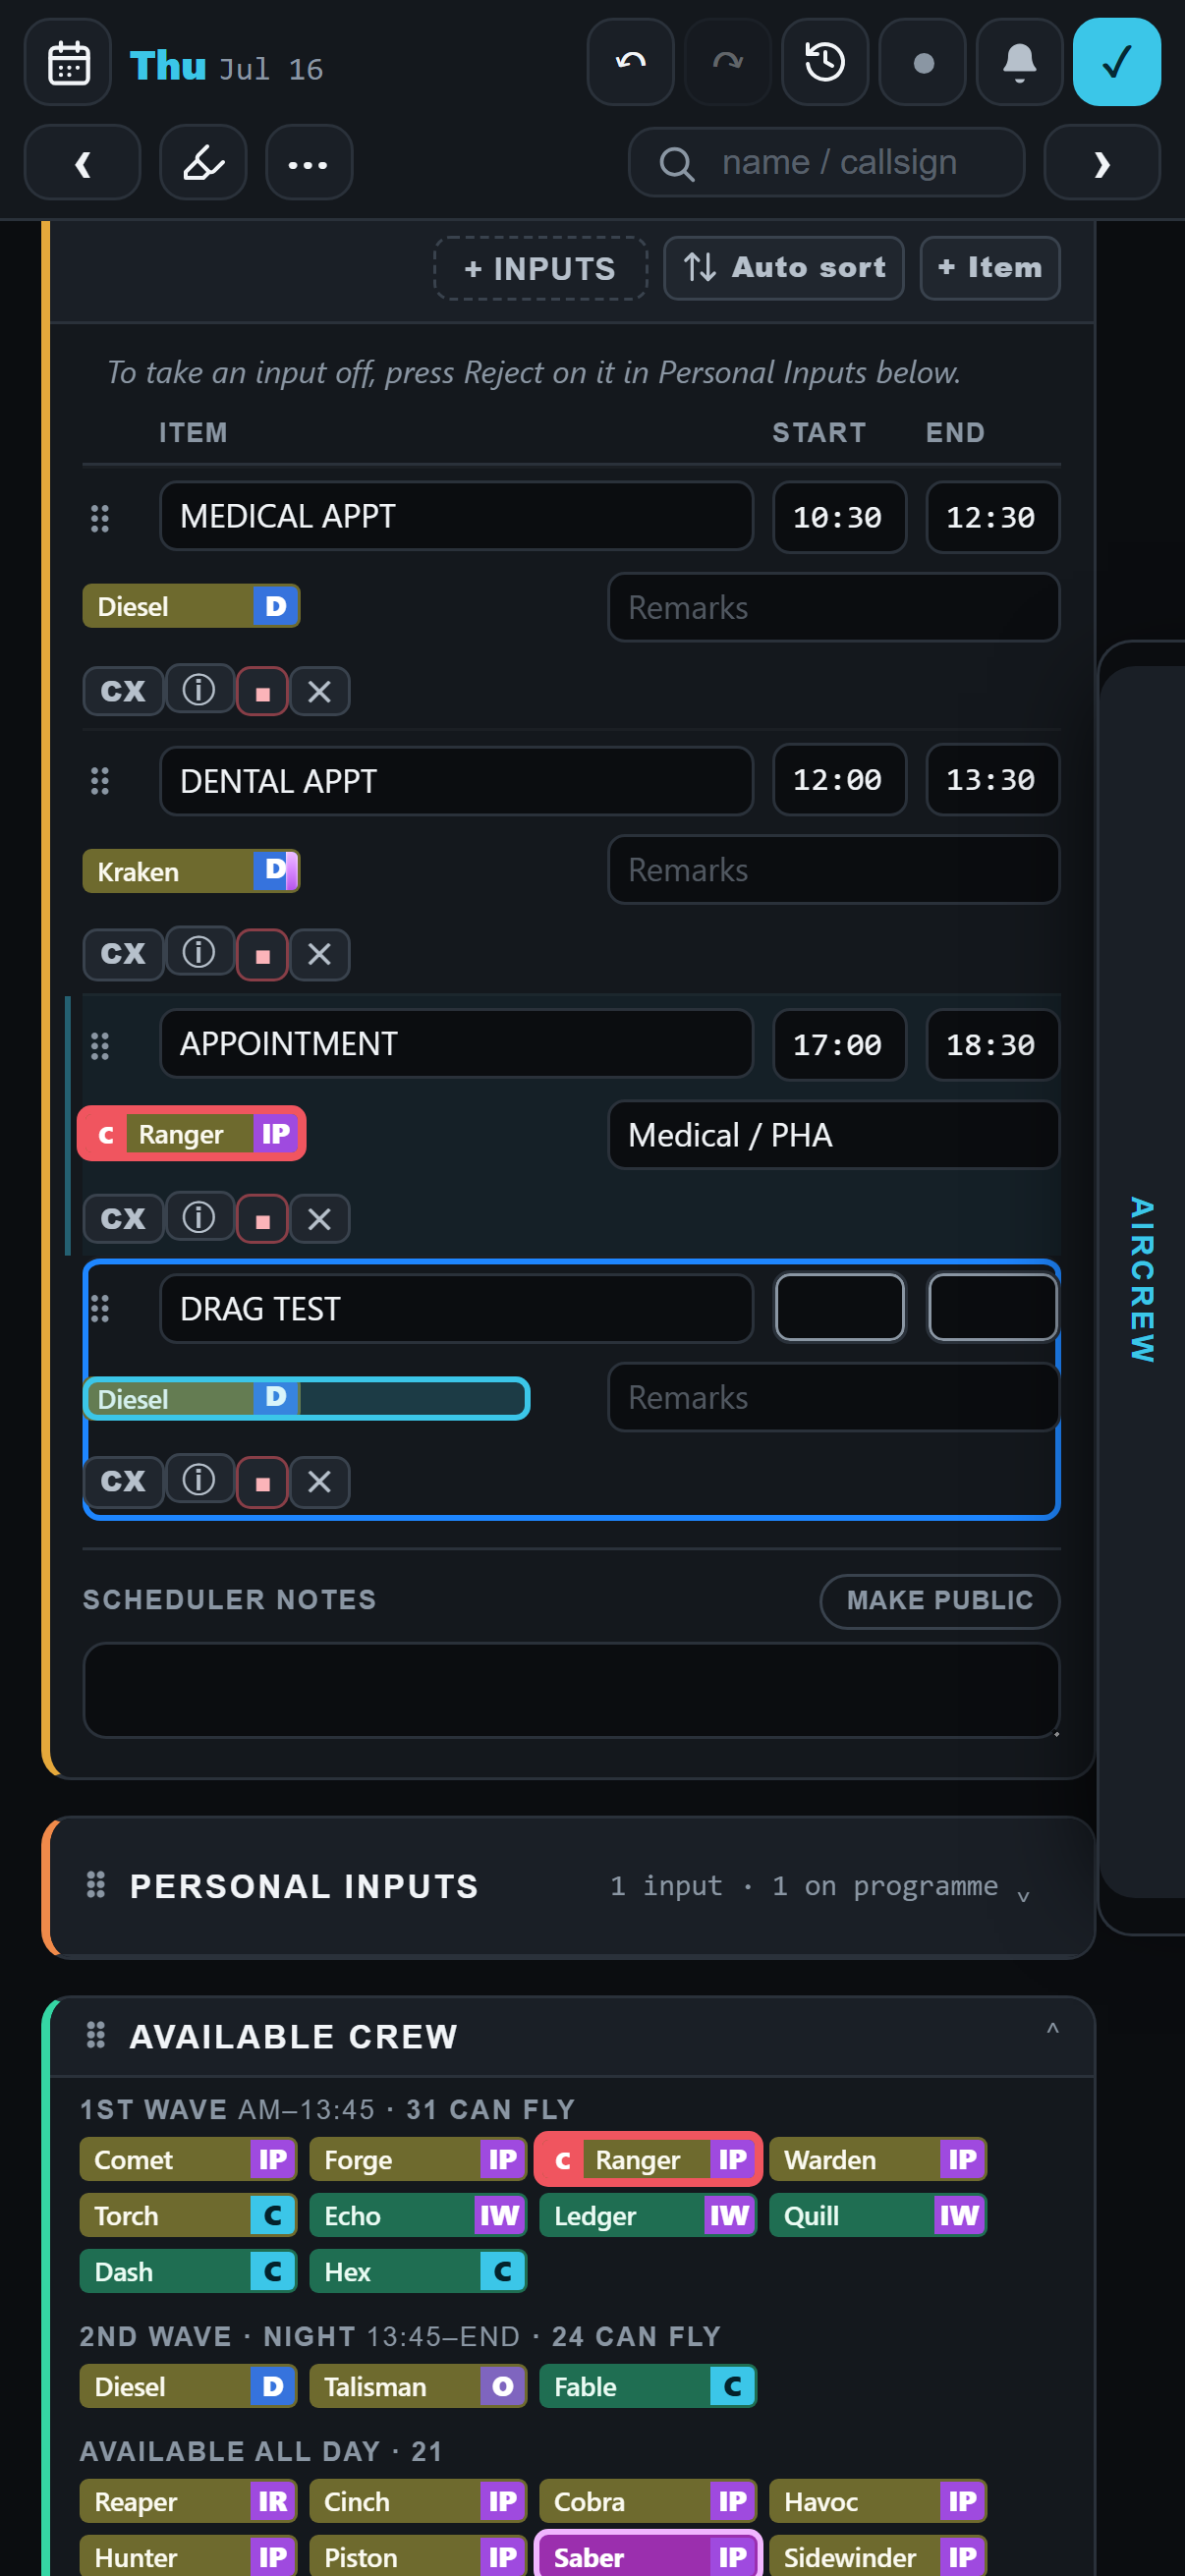 Thu Jul 16
name / callsign
+ INPUTS Auto sort + Item
To take an input off, press Reject on it in Personal Inputs below.
ITEM START END
MEDICAL APPT 10:30 12:30
Diesel D Remarks
CX
DENTAL APPT 12:00 13:30
Kraken D Remarks
CX
APPOINTMENT 17:00 18:30
C Ranger IP Medical / PHA
CX
DRAG TEST
Diesel D Remarks
CX
AIRCREW
SCHEDULER NOTES MAKE PUBLIC
PERSONAL INPUTS 1 input · 1 on programme
AVAILABLE CREW
1ST WAVE AM–13:45 · 31 CAN FLY
Comet IP Forge IP C Ranger IP Warden IP
Torch C Echo IW Ledger IW Quill IW
Dash C Hex C
2ND WAVE · NIGHT 13:45–END · 24 CAN FLY
Diesel D Talisman O Fable C
AVAILABLE ALL DAY · 21
Reaper IR Cinch IP Cobra IP Havoc IP
Hunter IP Piston IP Saber IP Sidewinder IP